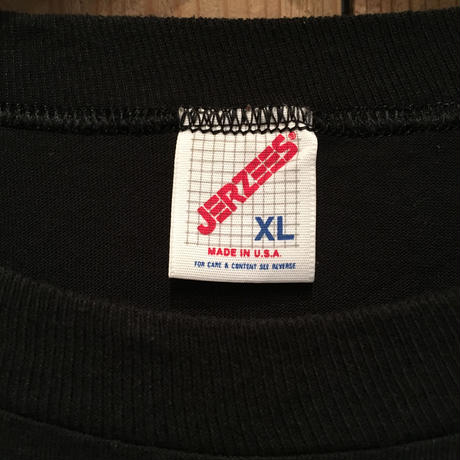 JERZEES®
XL
MADE IN U.S.A.
FOR CARE & CONTENT SEE REVERSE